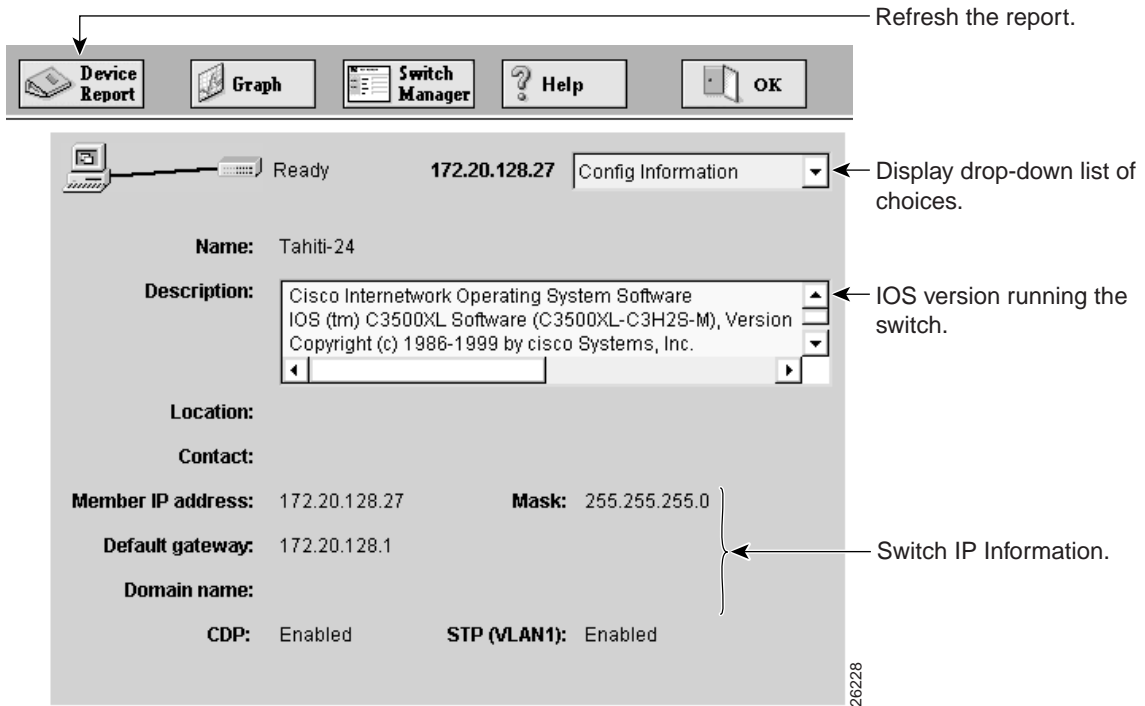 Refresh the report.
Device Report
Graph
Switch Manager
Help
OK
Ready
172.20.128.27
Config Information
Display drop-down list of
choices.
Name: Tahiti-24
Description:
Cisco Internetwork Operating System Software
IOS (tm) C3500XL Software (C3500XL-C3H2S-M), Version
Copyright (c) 1986-1999 by cisco Systems, Inc.
IOS version running the
switch.
Location:
Contact:
Member IP address: 172.20.128.27 Mask: 255.255.255.0
Default gateway: 172.20.128.1
Switch IP Information.
Domain name:
CDP: Enabled STP (VLAN1): Enabled
26228